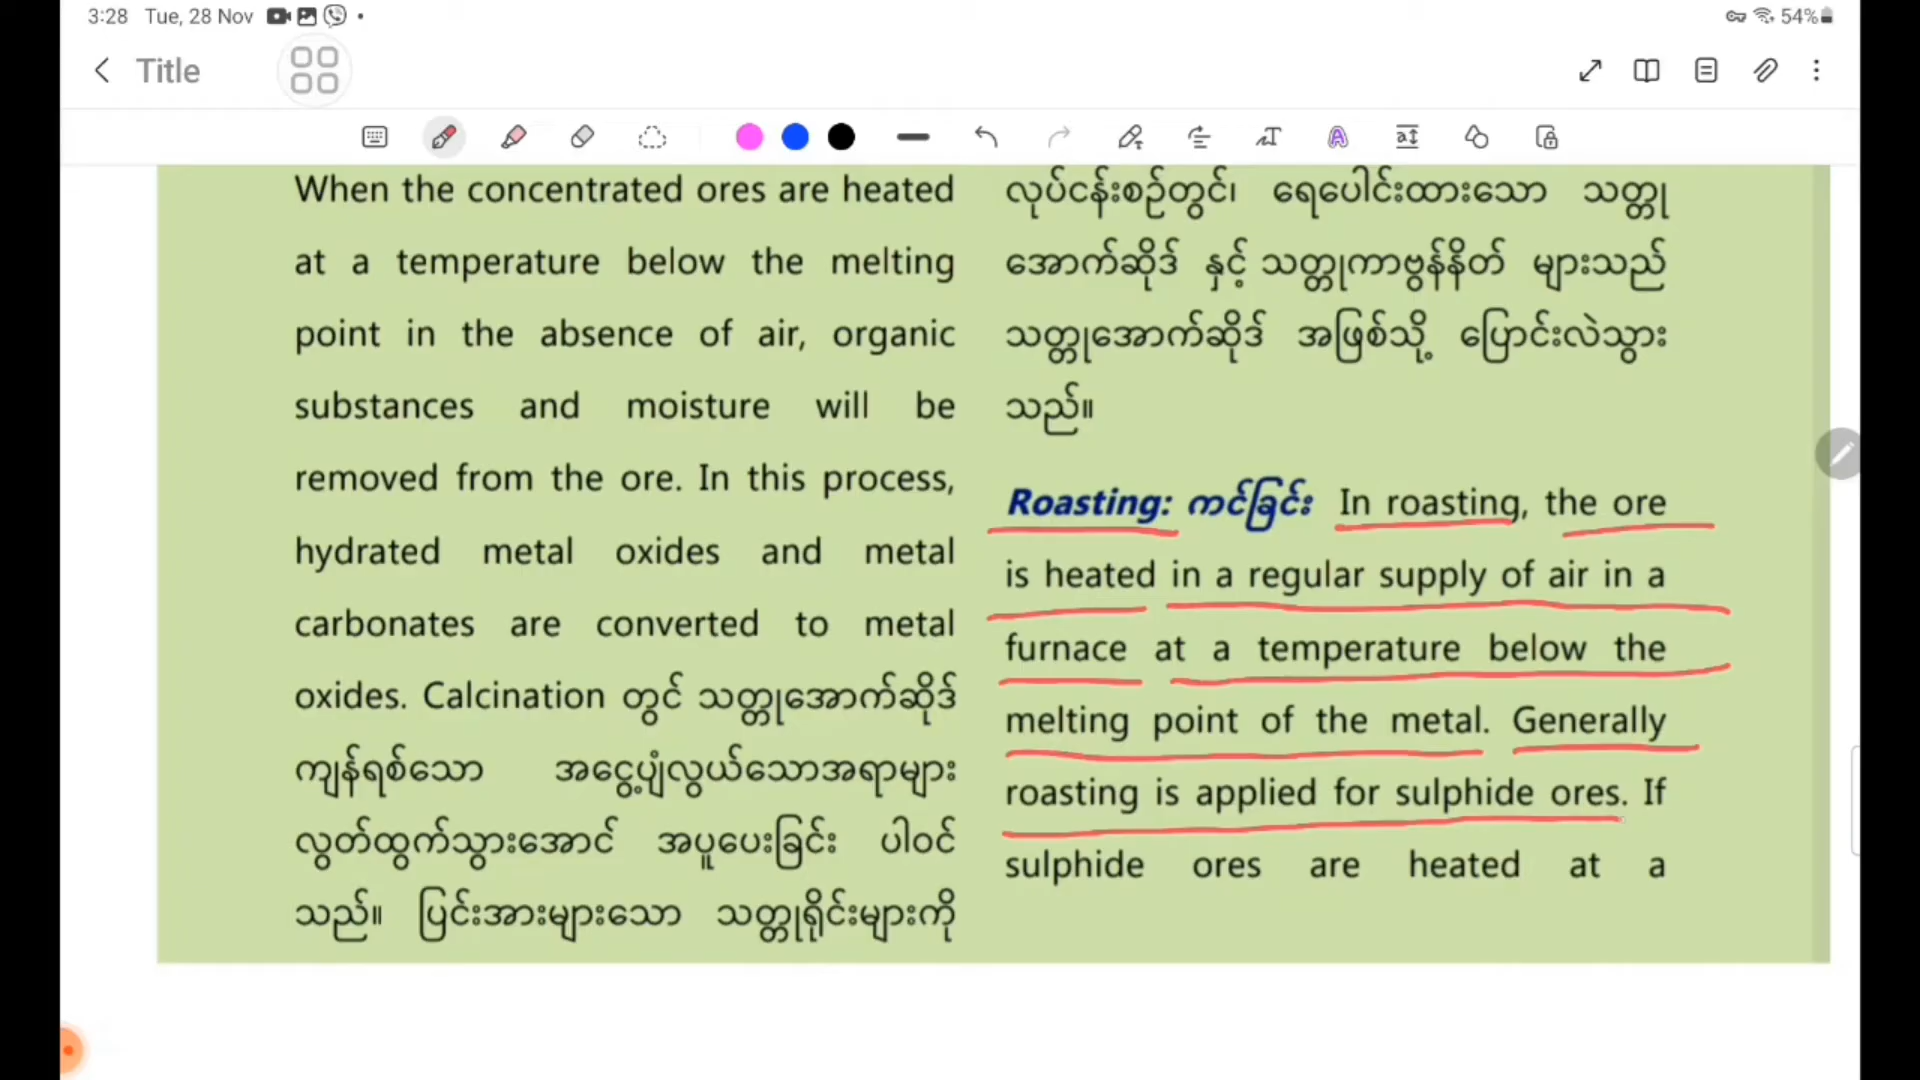 3:28 Tue, 28 Nov
54%
Title
When the concentrated ores are heated
at a temperature below the melting
point in the absence of air, organic
substances and moisture will be
removed from the ore. In this process,
hydrated metal oxides and metal
carbonates are converted to metal
oxides. Calcination တွင် သတ္တုအောက်ဆိုဒ်
ကျန်ရစ်သော အငွေ့ပျံလွယ်သောအရာများ
လွတ်ထွက်သွားအောင် အပူပေးခြင်း ပါဝင်
သည်။ ပြင်းအားများသော သတ္တုရိုင်းများကို
လုပ်ငန်းစဉ်တွင်၊ ရေပေါင်းထားသော သတ္တု
အောက်ဆိုဒ် နှင့် သတ္တုကာဗွန်နိတ် များသည်
သတ္တုအောက်ဆိုဒ် အဖြစ်သို့ ပြောင်းလဲသွား
သည်။
Roasting: ကင်ခြင်း In roasting, the ore
is heated in a regular supply of air in a
furnace at a temperature below the
melting point of the metal. Generally
roasting is applied for sulphide ores. If
sulphide ores are heated at a